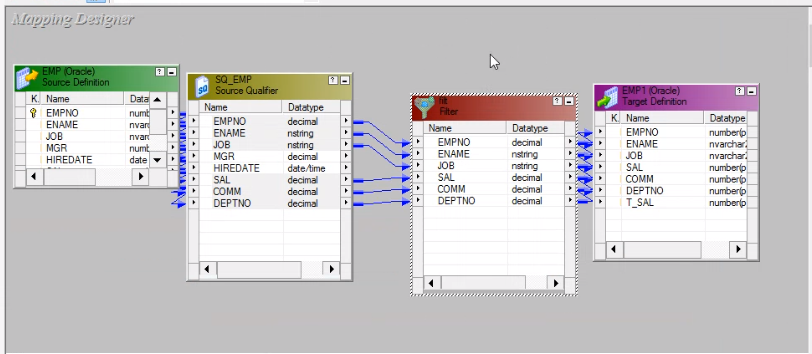 Mapping Designer
EMP (Oracle)
Source Definition
K. Name Datat
EMPNO numb
ENAME nvarc
JOB nvarc
MGR numb
HIREDATE date
SQ_EMP
Source Qualifier
Name Datatype
EMPNO decimal
ENAME nstring
JOB nstring
MGR decimal
HIREDATE date/time
SAL decimal
COMM decimal
DEPTNO decimal
filt
Filter
Name Datatype
EMPNO decimal
ENAME nstring
JOB nstring
SAL decimal
COMM decimal
DEPTNO decimal
EMP1 (Oracle)
Target Definition
K. Name Datatype
EMPNO number(p
ENAME nvarchar2
JOB nvarchar2
SAL number(p
COMM number(p
DEPTNO number(p
T_SAL number(p